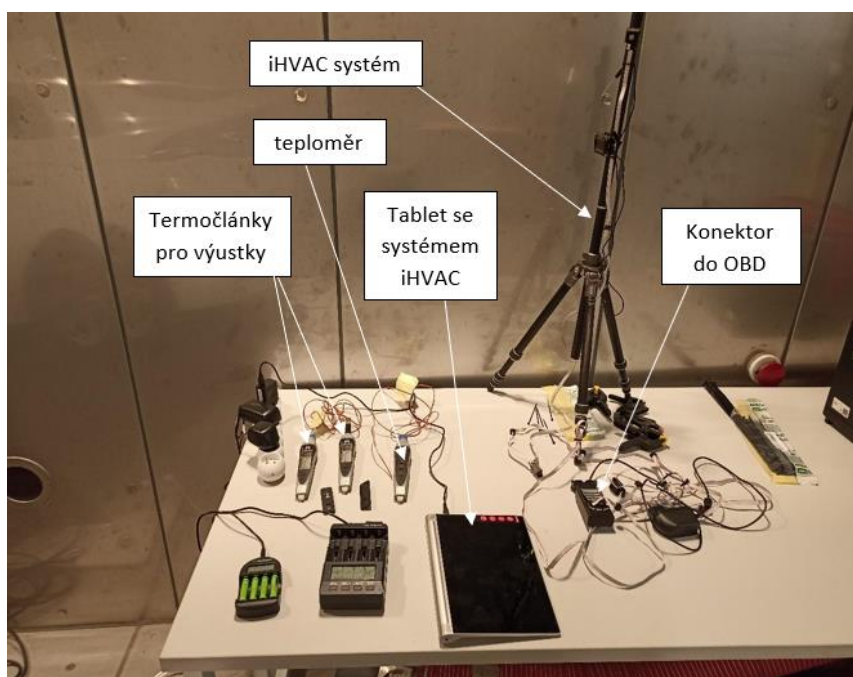 iHVAC systém
teploměr
Termočlánky
pro výustky
Tablet se
systémem
iHVAC
Konektor
do OBD